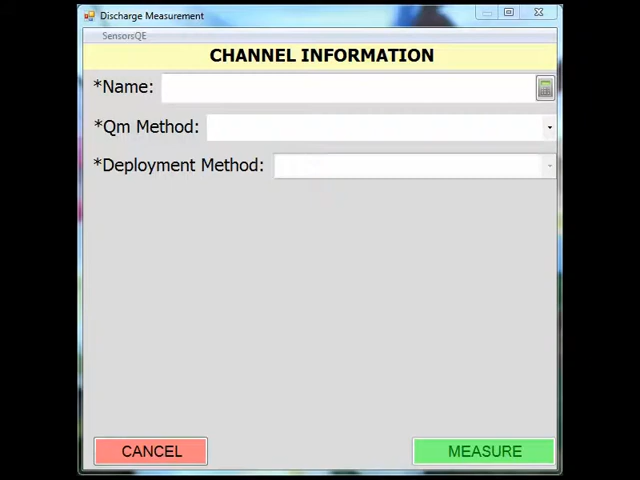 Discharge Measurement
SensorsQE
CHANNEL INFORMATION
*Name:
*Qm Method:
*Deployment Method:
CANCEL
MEASURE